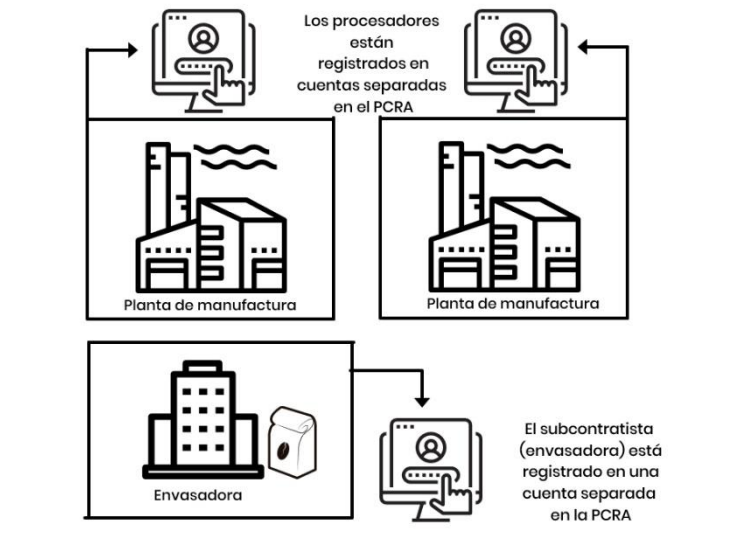 Los procesadores
están
registrados en
cuentas separadas
en el PCRA
Planta de manufactura
Planta de manufactura
Envasadora
El subcontratista
(envasadora) está
registrado en una
cuenta separada
en la PCRA